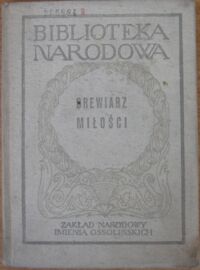 BIBLIOTEKA
NARODOWA
BREWIARZ
MIŁOŚCI
ZAKŁAD NARODOWY
IMIENIA OSSOLIŃSKICH